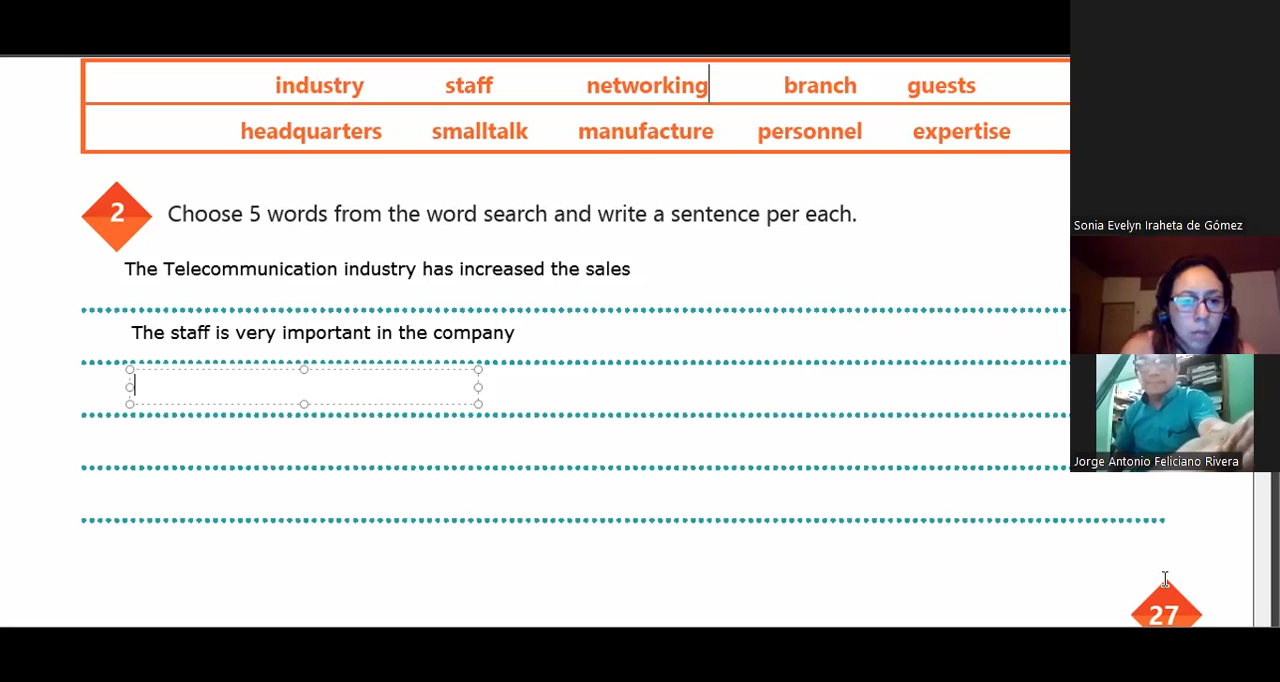 industry staff networking branch guests
headquarters smalltalk manufacture personnel expertise
2 Choose 5 words from the word search and write a sentence per each.
The Telecommunication industry has increased the sales
The staff is very important in the company
Sonia Evelyn Iraheta de Gómez
Jorge Antonio Feliciano Rivera
27